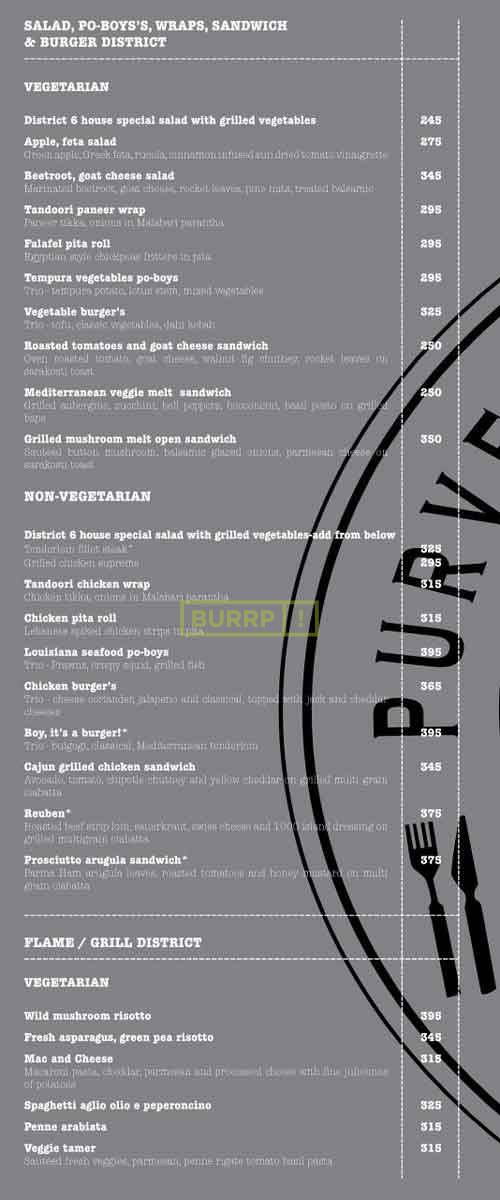 SALAD, PO-BOYS'S, WRAPS, SANDWICH
& BURGER DISTRICT
VEGETARIAN
District 6 house special salad with grilled vegetables 245
Apple, feta salad 275
Green apple, Greek feta, rucola, cinnamon infused sun dried tomato vinaigrette
Beetroot, goat cheese salad 345
Marinated beetroot, goat cheese, rocket leaves, pine nuts, treated balsamic
Tandoori paneer wrap 295
Paneer tikka, onions in Malabari parantha
Falafel pita roll 295
Egyptian style chickpeas fritters in pita
Tempura vegetables po-boys 295
Trio - tempura potato, lotus stem, mixed vegetables
Vegetable burger's 325
Trio - tofu, classic vegetables, dahi kebab
Roasted tomatoes and goat cheese sandwich 250
Oven roasted tomato, goat cheese, walnut fig chutney, rocket leaves on
sarakosti toast
Mediterranean veggie melt sandwich 250
Grilled aubergine, zucchini, bell peppers, bocconcini, basil pesto on grilled
baps
Grilled mushroom melt open sandwich 350
Sautéed button mushroom, balsamic glazed onions, parmesan cheese on
sarakosti toast
NON-VEGETARIAN
District 6 house special salad with grilled vegetables-add from below
Tenderloin fillet steak* 325
Grilled chicken supreme 295
Tandoori chicken wrap 315
Chicken tikka, onions in Malabari parantha
Chicken pita roll 315
Lebanese spiked chicken strips in pita
Louisiana seafood po-boys 395
Trio - Prawns, crispy squid, grilled fish
Chicken burger's 365
Trio - cheese coriander, jalapeno and classical, topped with jack and cheddar
cheeses
Boy, it's a burger!* 395
Trio - bulgogi, classical, Mediterranean tenderloin
Cajun grilled chicken sandwich 345
Avocado, tomato, chipotle chutney and yellow cheddar on grilled multi grain
ciabatta
Reuben* 375
Roasted beef strip loin, sauerkraut, swiss cheese and 1000 island dressing on
grilled multigrain ciabatta
Prosciutto arugula sandwich* 375
Parma Ham arugula leaves, roasted tomatoes and honey mustard on multi
grain ciabatta
FLAME / GRILL DISTRICT
VEGETARIAN
Wild mushroom risotto 395
Fresh asparagus, green pea risotto 345
Mac and Cheese 315
Macaroni pasta, cheddar, parmesan and processed cheese with fine juliennes
of potatoes
Spaghetti aglio olio e peperoncino 325
Penne arabista 315
Veggie tamer 315
Sautéed fresh veggies, parmesan, penne rigate tomato basil pasta
PURVE
BURRP!